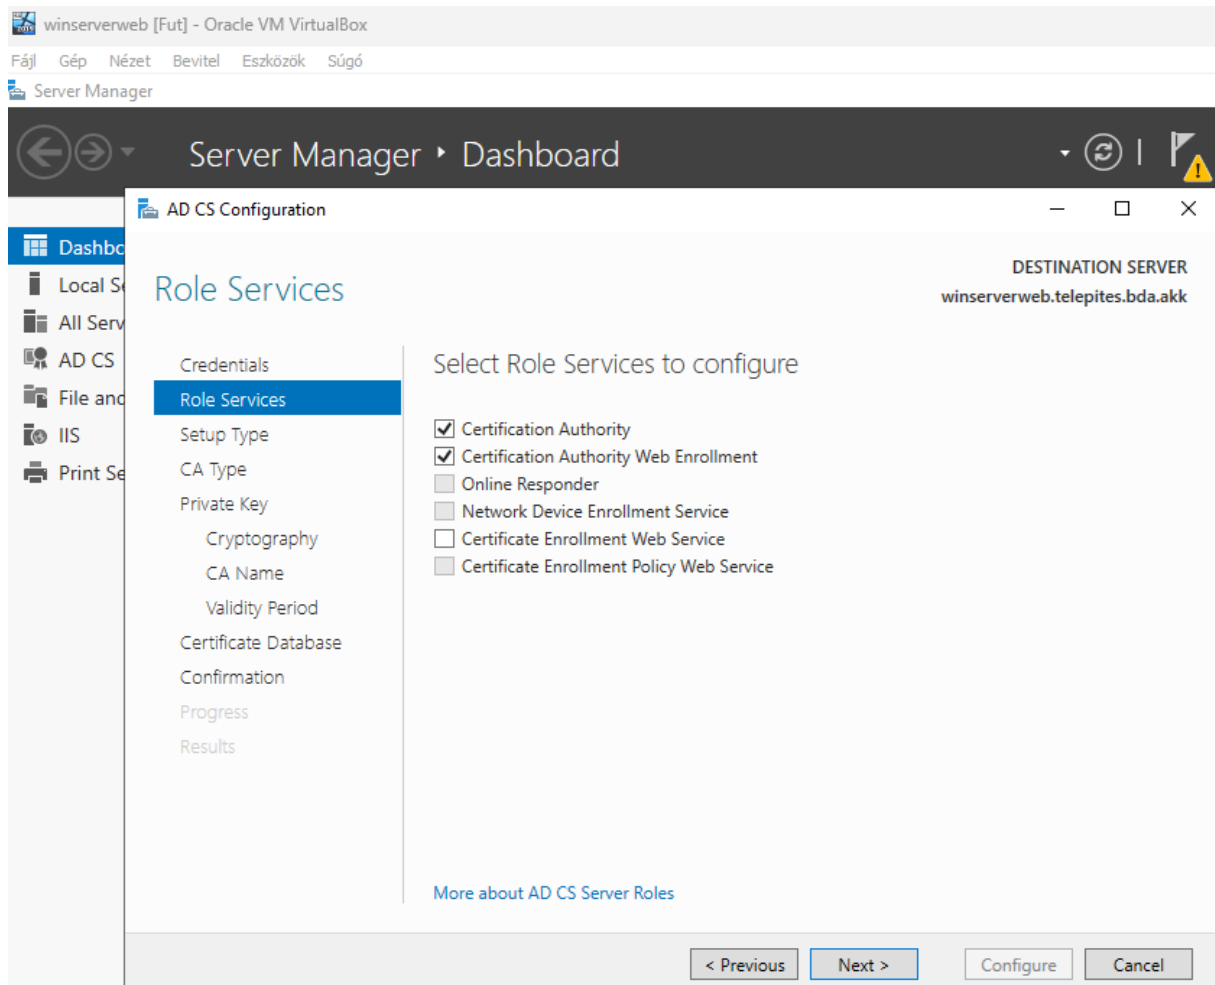 winserverweb [Fut] - Oracle VM VirtualBox
Fájl Gép Nézet Bevitel Eszközök Súgó
Server Manager
Server Manager Dashboard
AD CS Configuration
Dashbo
Local Se
All Serv
AD CS
File and
IIS
Print Se
Role Services
DESTINATION SERVER
winserverweb.telepites.bda.akk
Credentials
Role Services
Setup Type
CA Type
Private Key
Cryptography
CA Name
Validity Period
Certificate Database
Confirmation
Progress
Results
Select Role Services to configure
Certification Authority
Certification Authority Web Enrollment
Online Responder
Network Device Enrollment Service
Certificate Enrollment Web Service
Certificate Enrollment Policy Web Service
More about AD CS Server Roles
< Previous Next > Configure Cancel